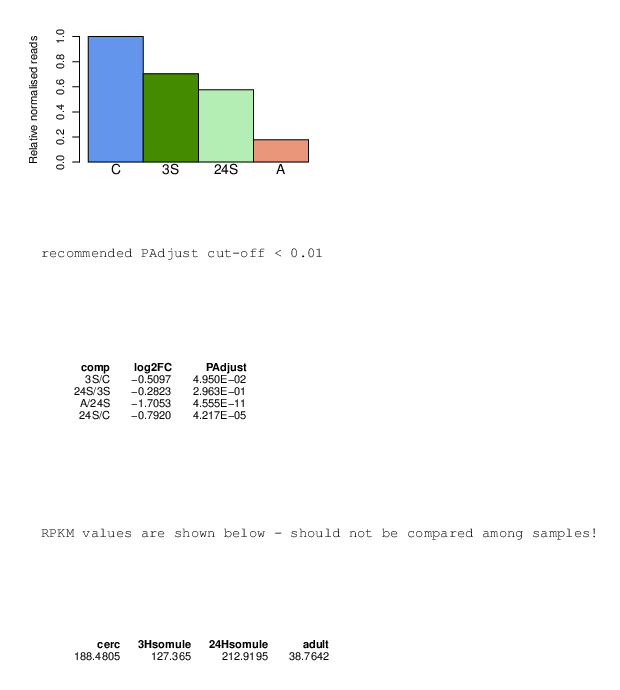 Relative normalised reads
1.0
0.8
0.6
0.4
0.2
0.0
C 3S 24S A
recommended PAdjust cut-off < 0.01
comp log2FC PAdjust
3S/C −0.5097 4.950E−02
24S/3S −0.2823 2.963E−01
A/24S −1.7053 4.555E−11
24S/C −0.7920 4.217E−05
RPKM values are shown below - should not be compared among samples!
cerc 3Hsomule 24Hsomule adult
188.4805 127.365 212.9195 38.7642